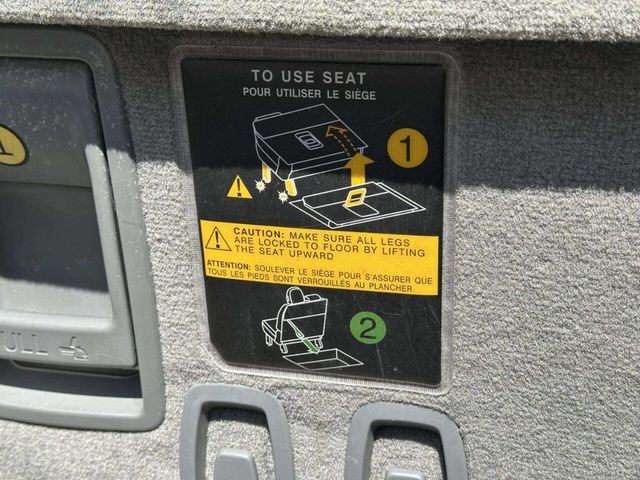 TO USE SEAT
POUR UTILISER LE SIÈGE
1
CAUTION: MAKE SURE ALL LEGS
ARE LOCKED TO FLOOR BY LIFTING
THE SEAT UPWARD
ATTENTION: SOULEVER LE SIÈGE POUR S'ASSURER QUE
TOUS LES PIEDS SONT VERROUILLÉS AU PLANCHER
2
ULL